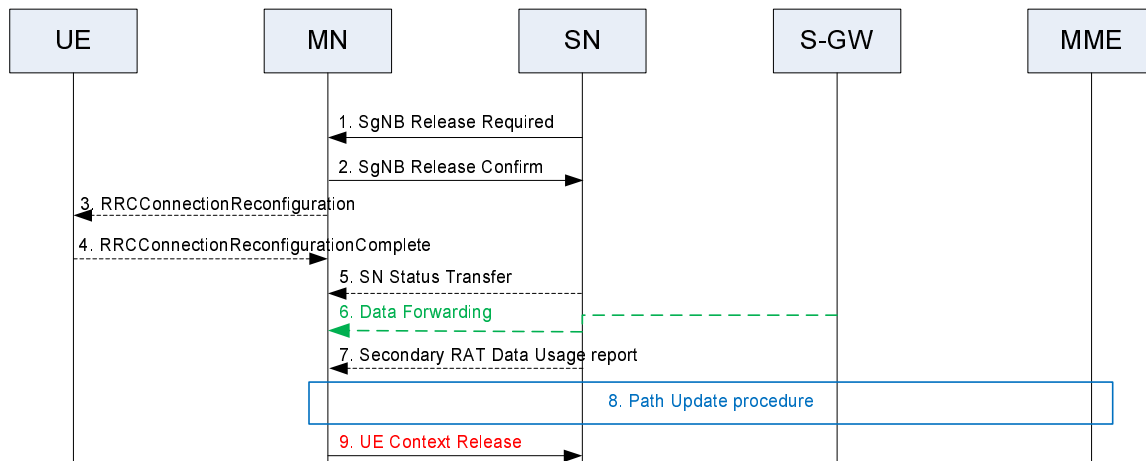 UE
MN
SN
S-GW
MME
1. SgNB Release Required
2. SgNB Release Confirm
3. RRCConnectionReconfiguration
4. RRCConnectionReconfigurationComplete
5. SN Status Transfer
6. Data Forwarding
7. Secondary RAT Data Usage report
8. Path Update procedure
9. UE Context Release